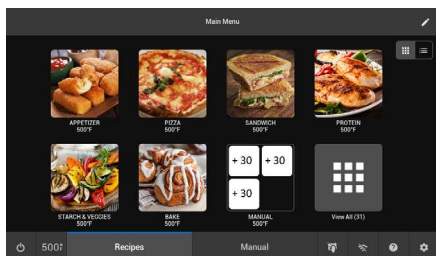 Main Menu
APPETIZER
500°F
PIZZA
500°F
SANDWICH
500°F
PROTEIN
500°F
STARCH & VEGGIES
500°F
BAKE
500°F
+ 30 + 30
+ 30
MANUAL
500°F
View All (31)
500°F Recipes Manual